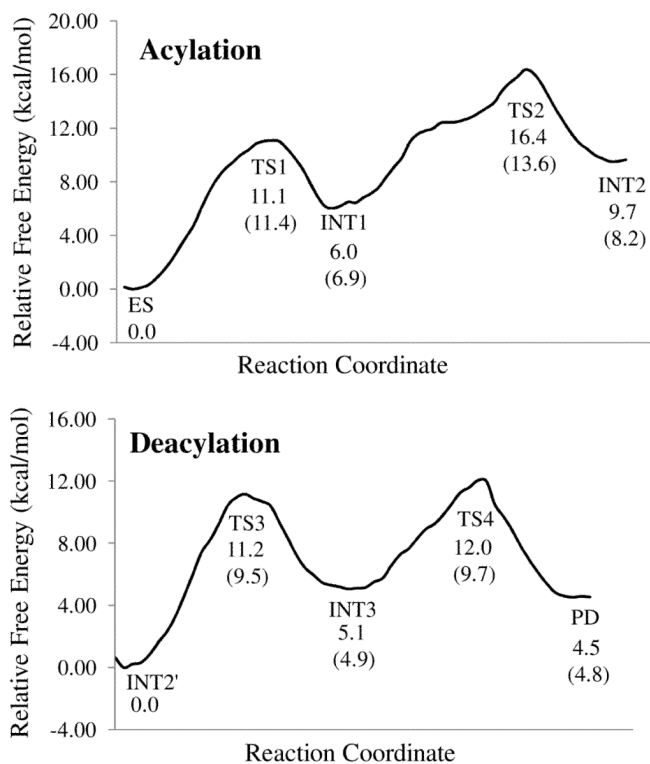 20.00
16.00
12.00
8.00
4.00
0.00
-4.00
Relative Free Energy (kcal/mol)
Acylation
TS1
11.1
(11.4)
INT1
6.0
(6.9)
TS2
16.4
(13.6)
INT2
9.7
(8.2)
ES
0.0
Reaction Coordinate
16.00
12.00
8.00
4.00
0.00
-4.00
Relative Free Energy (kcal/mol)
Deacylation
TS3
11.2
(9.5)
TS4
12.0
(9.7)
INT3
5.1
(4.9)
PD
4.5
(4.8)
INT2'
0.0
Reaction Coordinate